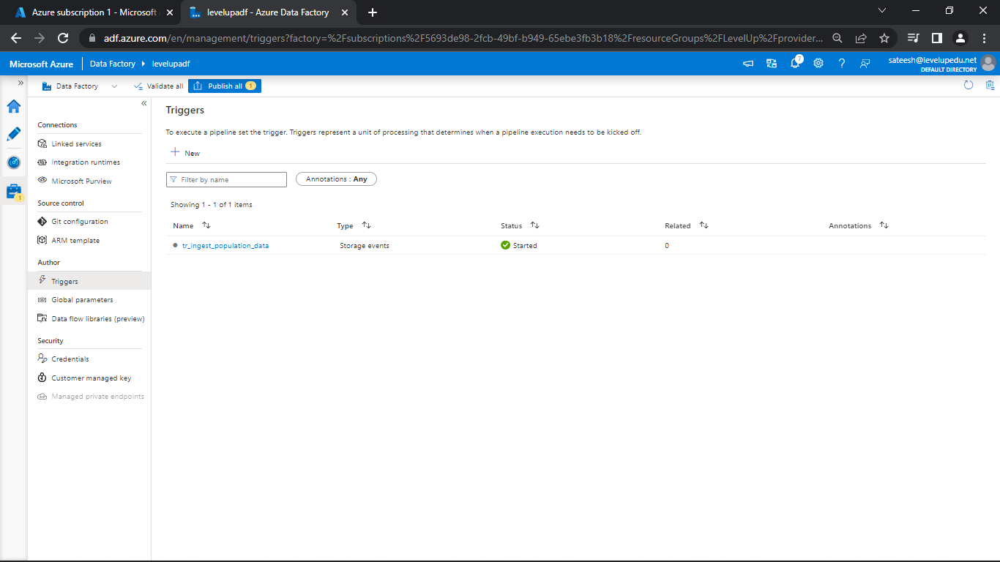 Azure subscription 1 - Microsoft
levelupadf - Azure Data Factory
adf.azure.com/en/management/triggers?factory=%2Fsubscriptions%2F5693de98-2fcb-49bf-b949-65ebe3fb3b18%2FresourceGroups%2FLevelUp%2Fprovider...
Microsoft Azure
Data Factory
levelupadf
7
sateesh@levelupedu.net
DEFAULT DIRECTORY
Data Factory
Validate all
Publish all 1
Triggers
Connections
Linked services
Integration runtimes
Microsoft Purview
Source control
Git configuration
ARM template
Author
Triggers
Global parameters
Data flow libraries (preview)
Security
Credentials
Customer managed key
Managed private endpoints
1
To execute a pipeline set the trigger. Triggers represent a unit of processing that determines when a pipeline execution needs to be kicked off.
New
Filter by name
Annotations : Any
Showing 1 - 1 of 1 items
Name Type Status Related Annotations
tr_ingest_population_data Storage events Started 0